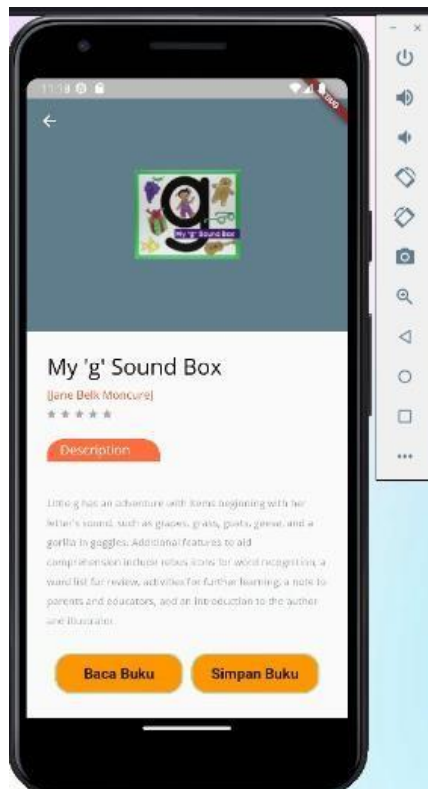 11:18
My 'g' Sound Box
My 'g' Sound Box
[Jane Belk Moncure]
Description
Little g has an adventure with items beginning with her
letter's sound, such as grapes, grass, goats, geese, and a
gorilla in goggles. Additional features to aid
comprehension include rebus icons for word recognition, a
word list for review, activities for further learning, a note to
parents and educators, and an introduction to the author
and illustrator.
Baca Buku Simpan Buku